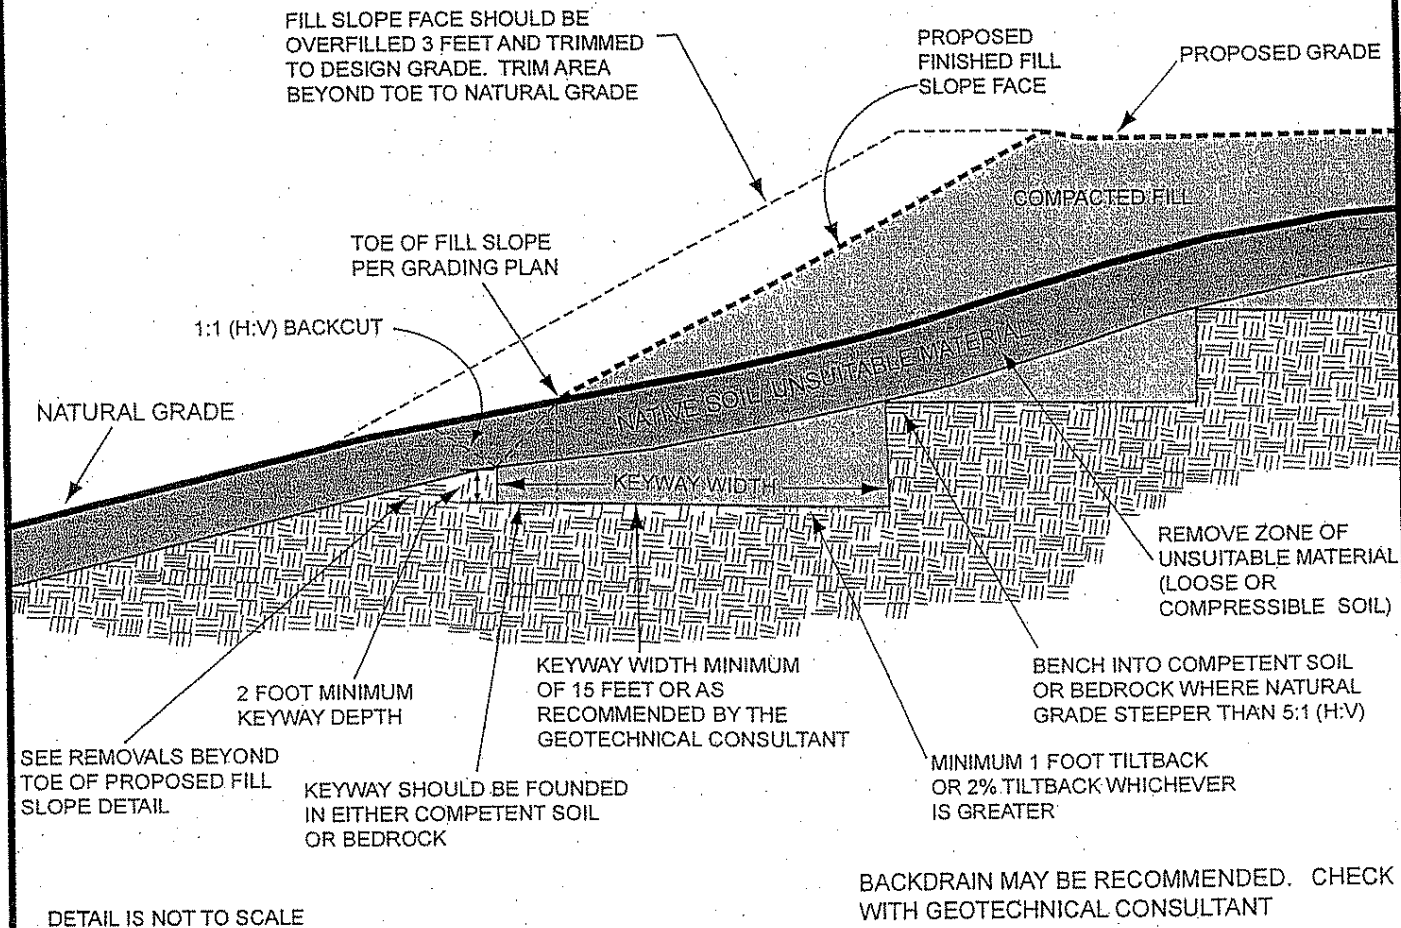 FILL SLOPE FACE SHOULD BE
OVERFILLED 3 FEET AND TRIMMED
TO DESIGN GRADE. TRIM AREA
BEYOND TOE TO NATURAL GRADE
PROPOSED
FINISHED FILL
SLOPE FACE
PROPOSED GRADE
COMPACTED FILL
TOE OF FILL SLOPE
PER GRADING PLAN
1:1 (H:V) BACKCUT
NATURAL GRADE
NATIVE SOIL UNSUITABLE MATERIAL
KEYWAY WIDTH
REMOVE ZONE OF
UNSUITABLE MATERIAL
(LOOSE OR
COMPRESSIBLE SOIL)
2 FOOT MINIMUM
KEYWAY DEPTH
KEYWAY WIDTH MINIMUM
OF 15 FEET OR AS
RECOMMENDED BY THE
GEOTECHNICAL CONSULTANT
BENCH INTO COMPETENT SOIL
OR BEDROCK WHERE NATURAL
GRADE STEEPER THAN 5:1 (H:V)
SEE REMOVALS BEYOND
TOE OF PROPOSED FILL
SLOPE DETAIL
KEYWAY SHOULD BE FOUNDED
IN EITHER COMPETENT SOIL
OR BEDROCK
MINIMUM 1 FOOT TILTBACK
OR 2% TILTBACK WHICHEVER
IS GREATER
BACKDRAIN MAY BE RECOMMENDED. CHECK
WITH GEOTECHNICAL CONSULTANT
DETAIL IS NOT TO SCALE